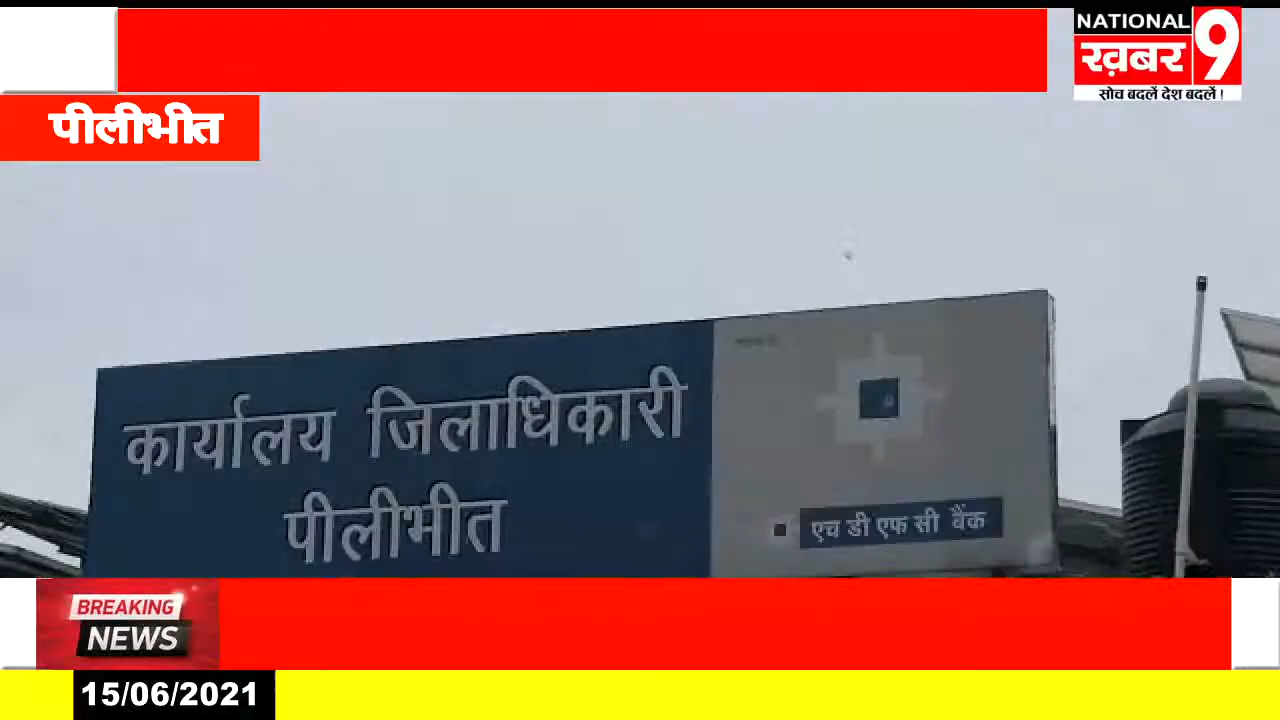 NATIONAL
ख़बर 9
सोच बदलें देश बदलें !
पीलीभीत
कार्यालय जिलाधिकारी
पीलीभीत
एच डी एफ सी बैंक
BREAKING
NEWS
15/06/2021